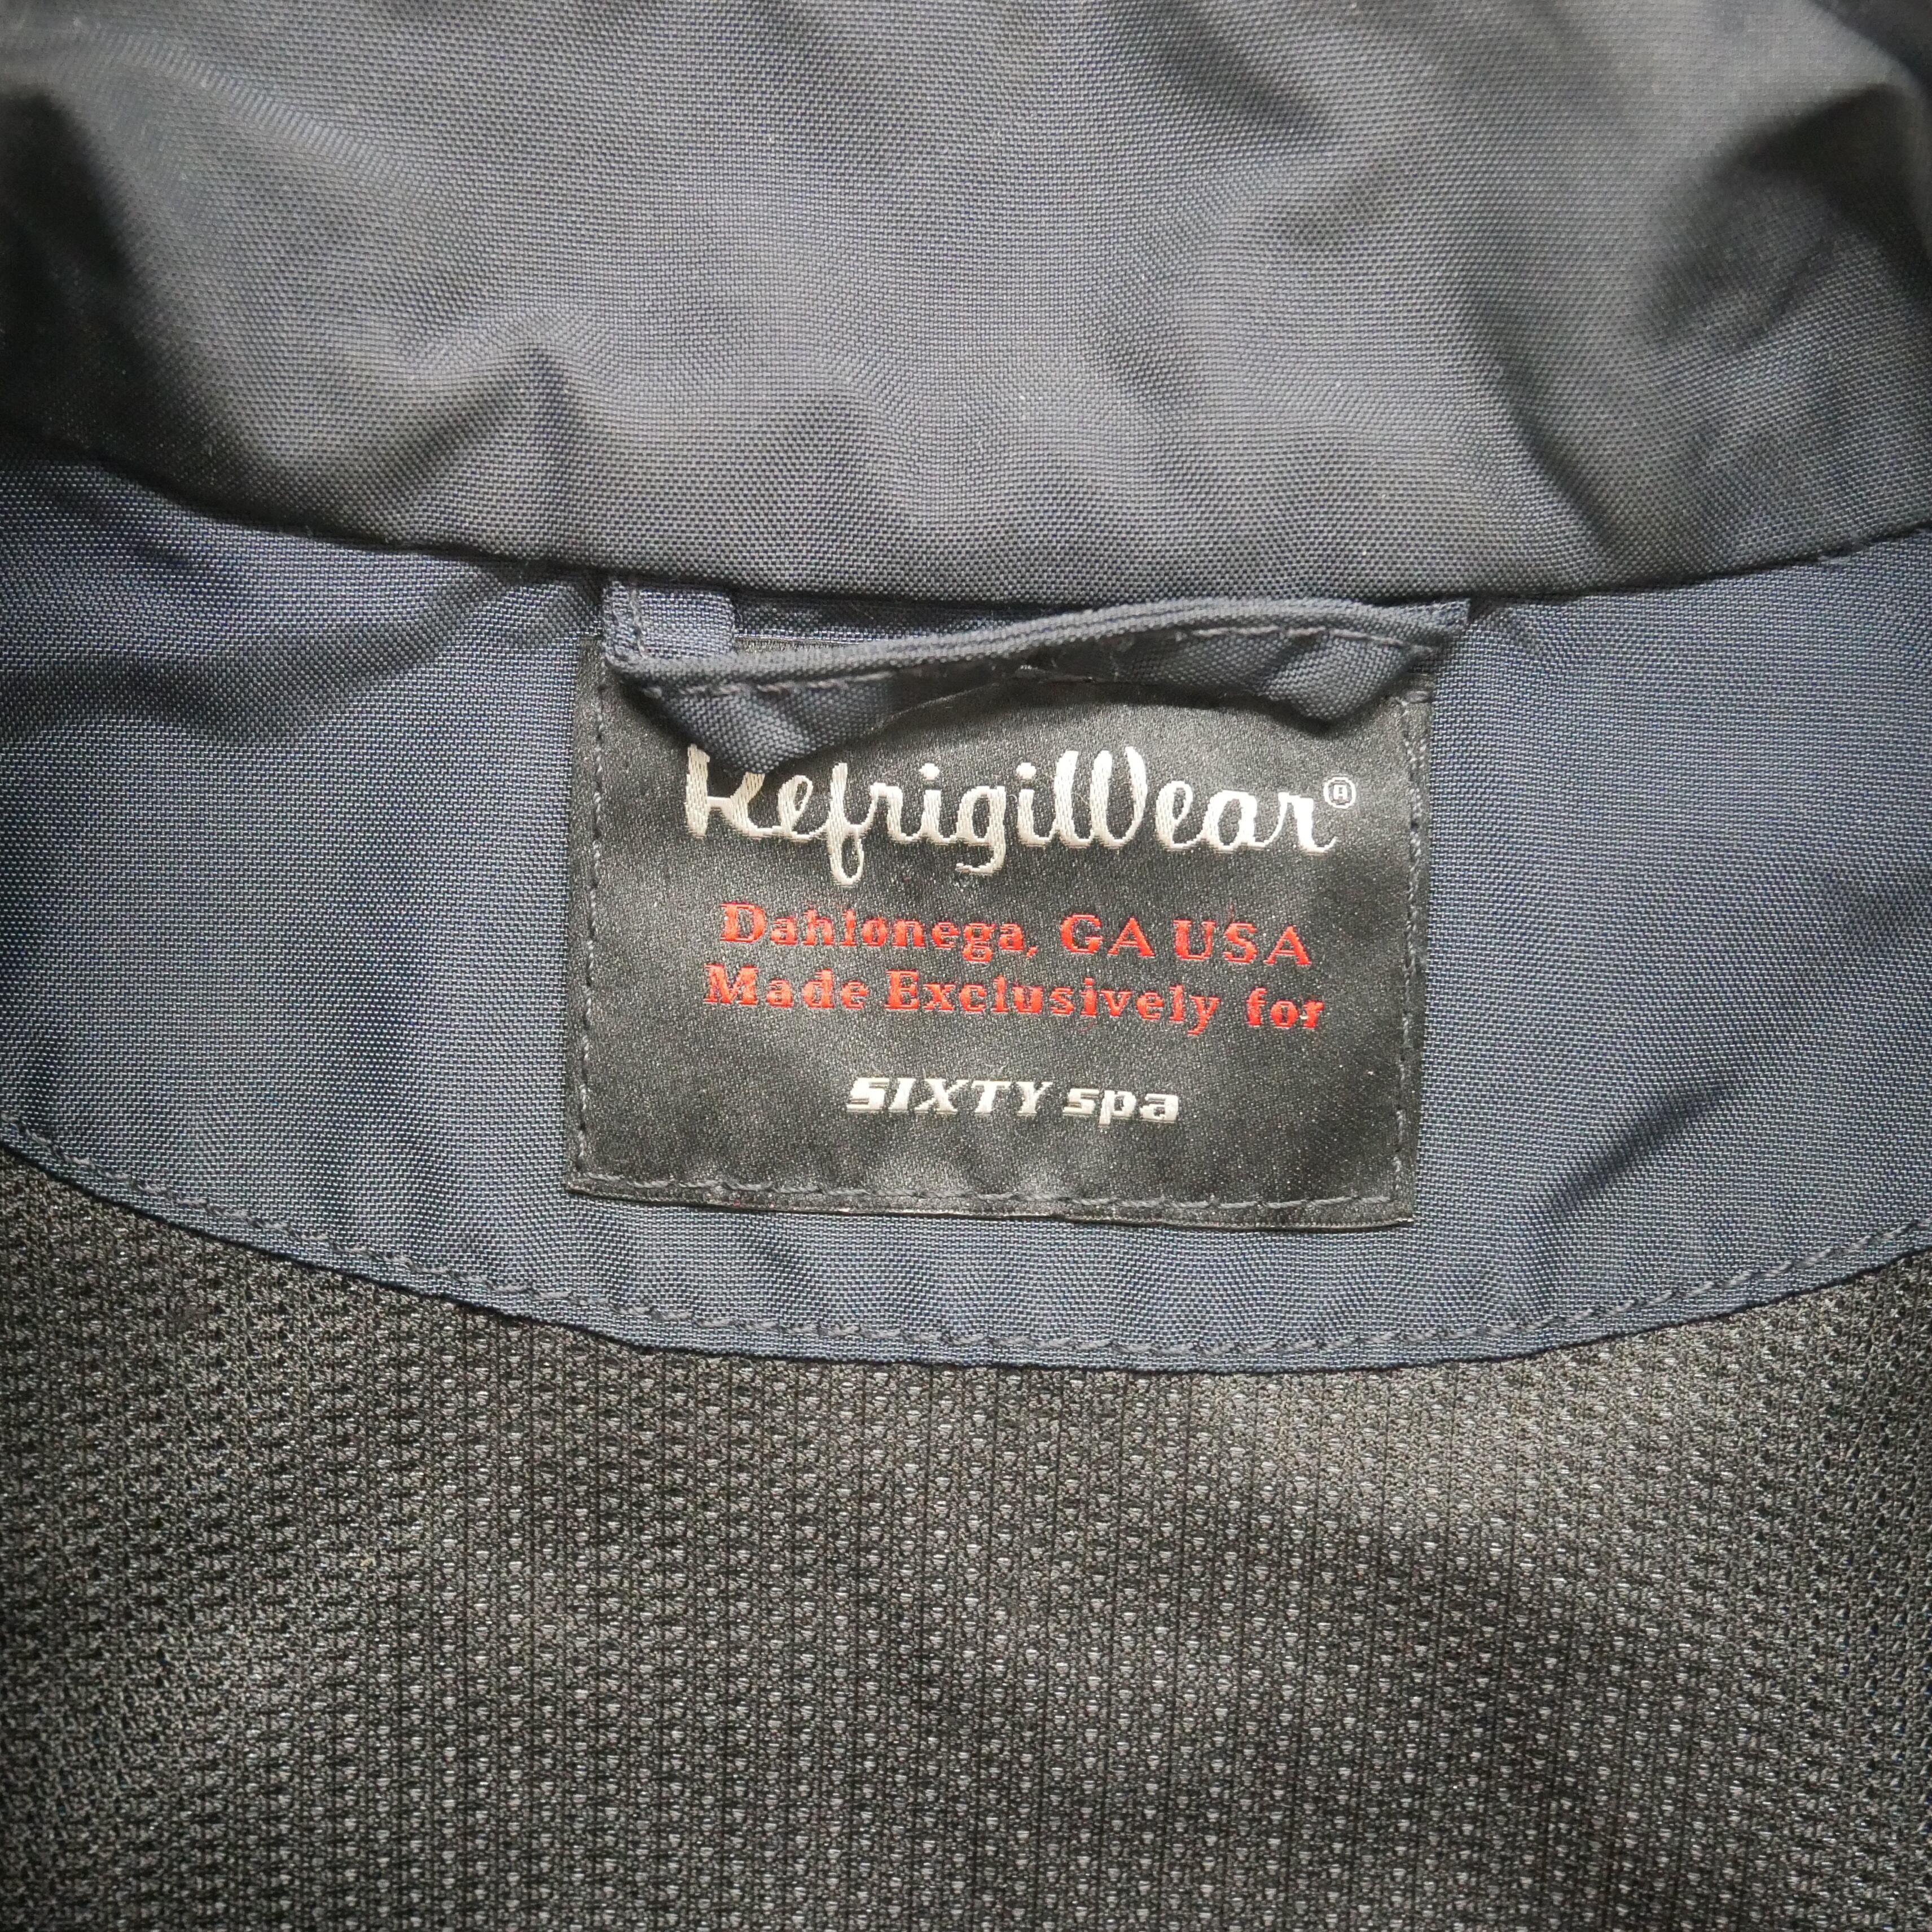 RefrigiWear®
Dahlonega, GA USA
Made Exclusively for
SIXTY spa